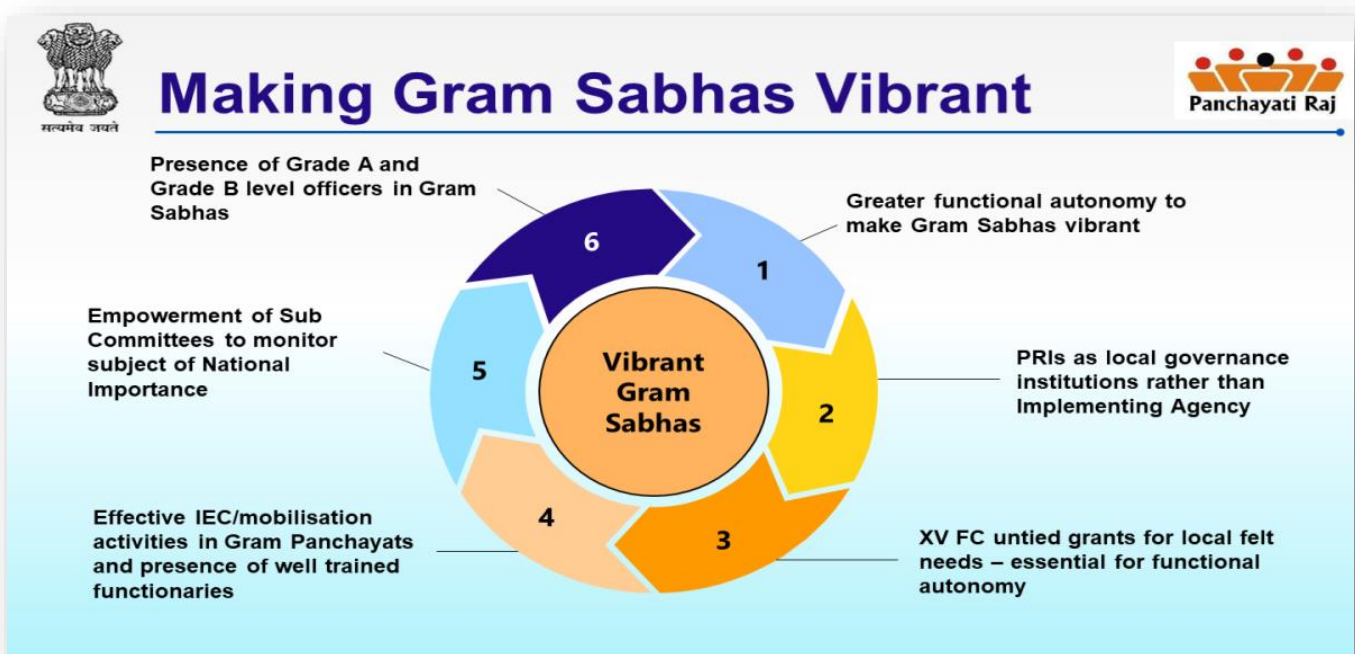 Making Gram Sabhas Vibrant
सत्यमेव जयते
Panchayati Raj
Greater functional autonomy to
make Gram Sabhas vibrant
1
PRIs as local governance
institutions rather than
Implementing Agency
2
XV FC untied grants for local felt
needs – essential for functional
autonomy
3
Effective IEC/mobilisation
activities in Gram Panchayats
and presence of well trained
functionaries
4
Empowerment of Sub
Committees to monitor
subject of National
Importance
5
Presence of Grade A and
Grade B level officers in Gram
Sabhas
6
Vibrant
Gram
Sabhas